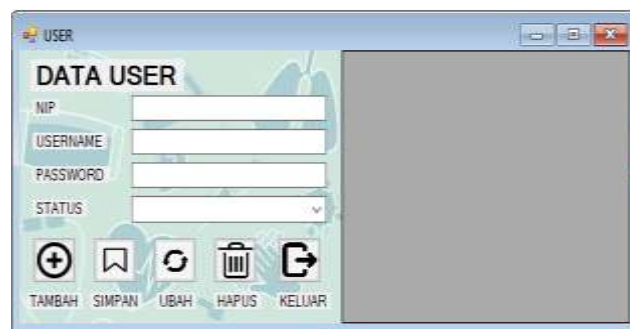 USER
DATA USER
NIP
USERNAME
PASSWORD
STATUS
TAMBAH SIMPAN UBAH HAPUS KELUAR